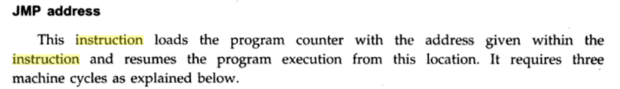 JMP address
This instruction loads the program counter with the address given within the
instruction and resumes the program execution from this location. It requires three
machine cycles as explained below.